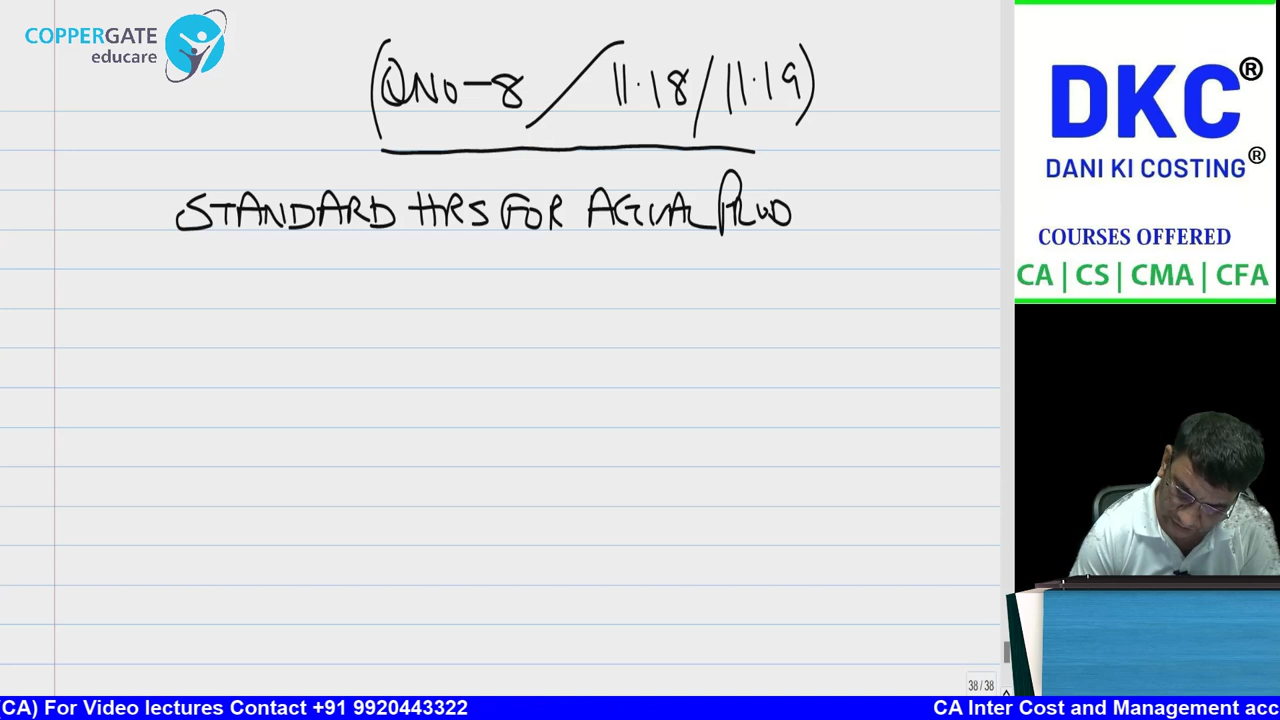 COPPERGATE
educare
(QNo-8 / 11.18 / 11.19)
STANDARD HRS FOR ACTUAL PROD
DKC®
DANI KI COSTING®
COURSES OFFERED
CA | CS | CMA | CFA
38/38
(CA) For Video lectures Contact +91 9920443322
CA Inter Cost and Management acc